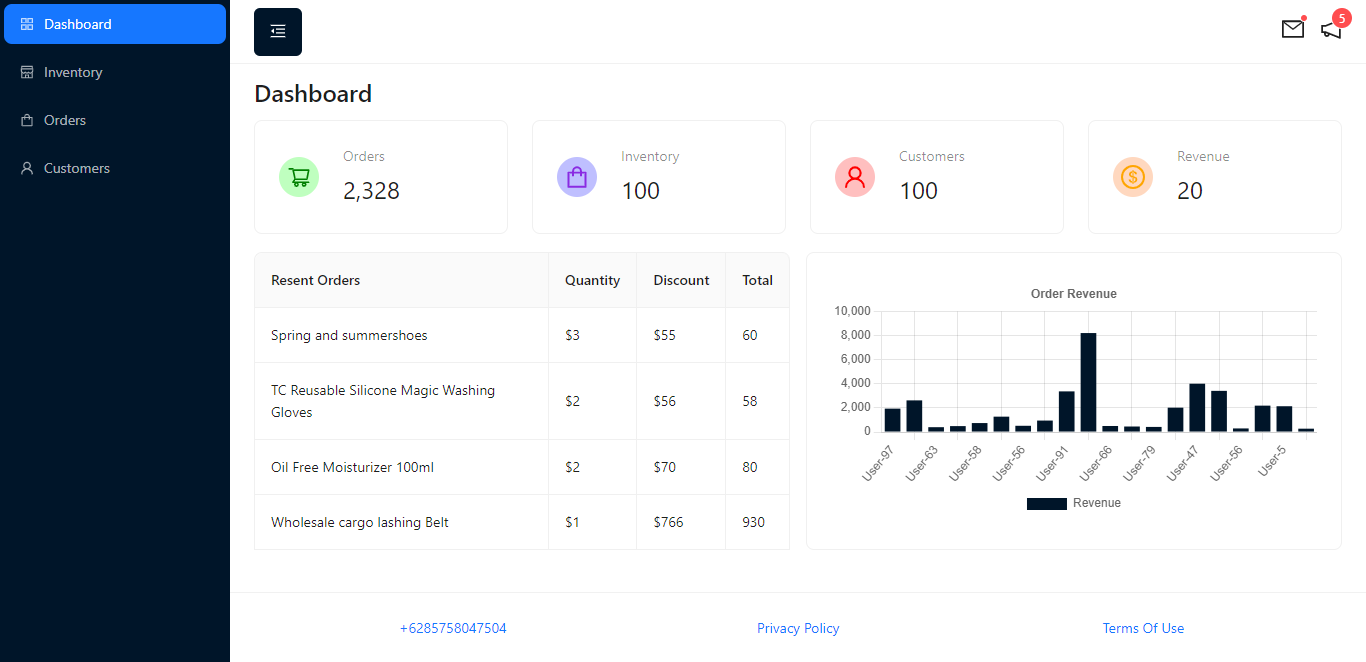 Dashboard
Inventory
Orders
Customers
5
Dashboard
Orders
2,328
Inventory
100
Customers
100
Revenue
$
20
Resent Orders Quantity Discount Total
Spring and summershoes $3 $55 60
TC Reusable Silicone Magic Washing
Gloves $2 $56 58
Oil Free Moisturizer 100ml $2 $70 80
Wholesale cargo lashing Belt $1 $766 930
Order Revenue
10,000
8,000
6,000
4,000
2,000
0
User-97 User-63 User-58 User-56 User-91 User-66 User-79 User-47 User-56 User-5
Revenue
+6285758047504 Privacy Policy Terms Of Use